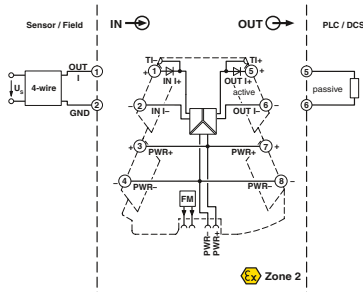 Sensor / Field
IN
OUT
PLC / DCS
TI–
TI+
OUT
I
1
+
1
IN I+
OUT I+
5
+
5
Us
4-wire
active
passive
2
GND
–
2
IN I–
OUT I–
6
–
6
+
3
PWR+
PWR+
7
+
–
4
PWR–
PWR–
8
–
FM
PWR–
PWR+
Ex
Zone 2